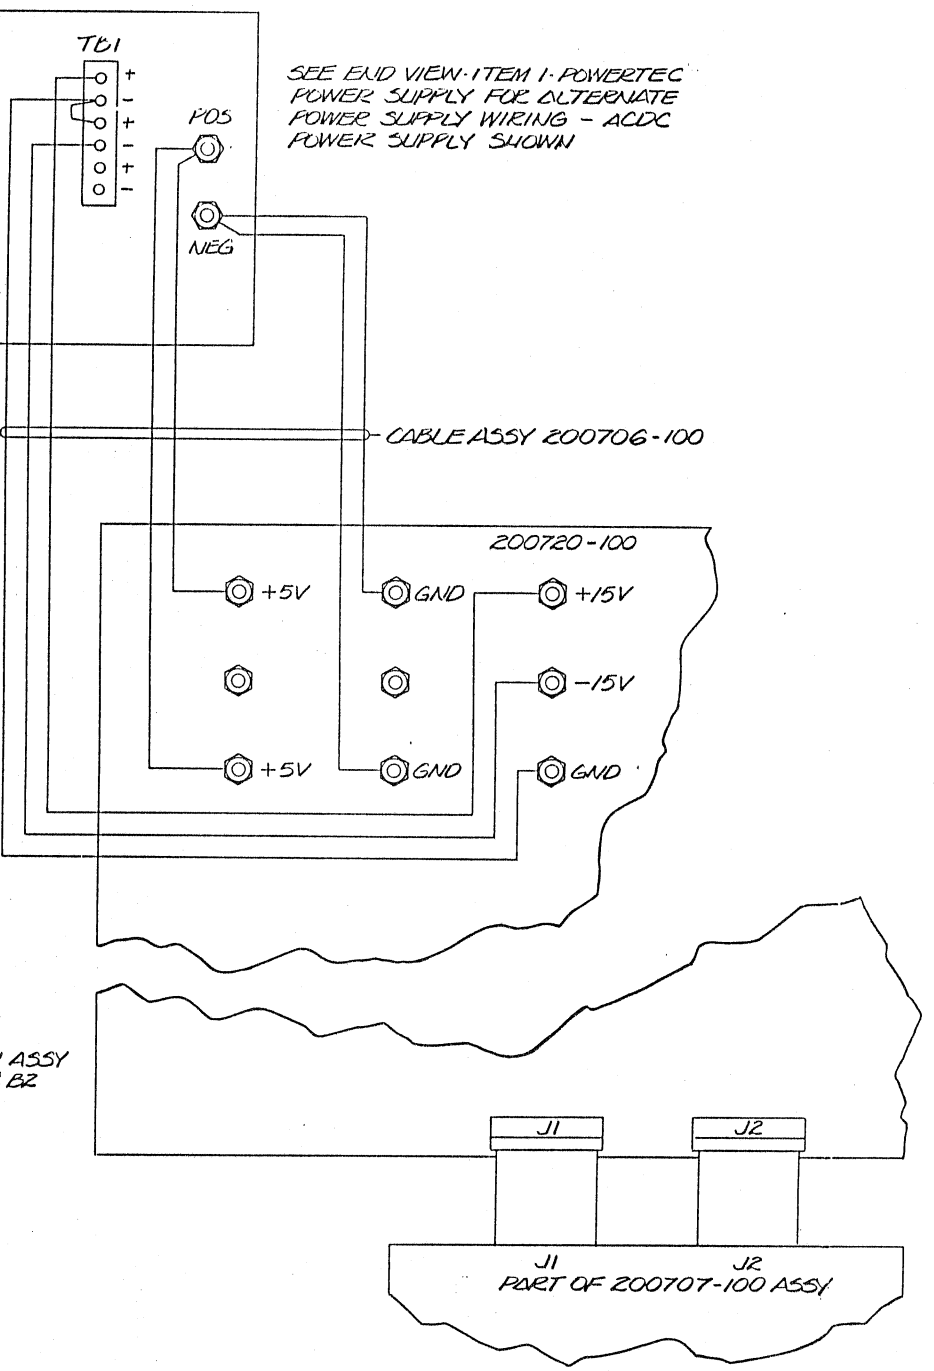 TB1
+
-
+
-
+
-
POS
NEG
SEE END VIEW-ITEM 1-POWERTEC
POWER SUPPLY FOR ALTERNATE
POWER SUPPLY WIRING - ACDC
POWER SUPPLY SHOWN
CABLE ASSY 200706-100
200720-100
+5V
GND
+15V
-15V
+5V
GND
GND
ASSY
B2
J1
J2
J1
J2
PART OF 200707-100 ASSY